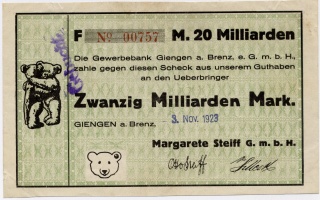 F No 00757 M. 20 Milliarden
Die Gewerbebank Giengen a. Brenz, e. G. m. b. H.,
zahle gegen diesen Scheck aus unserem Guthaben
an den Ueberbringer
Zwanzig Milliarden Mark.
GIENGEN a. Brenz, 3. Nov. 1923
Margarete Steiff G. m. b. H.